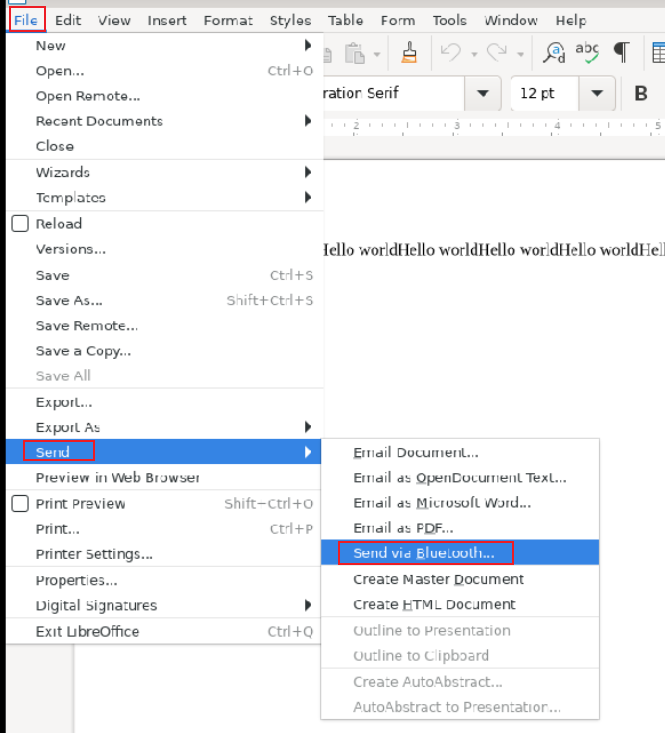 File Edit View Insert Format Styles Table Form Tools Window Help
New
Open... Ctrl+O
Open Remote...
Recent Documents
Close
Wizards
Templates
Reload
Versions...
Save Ctrl+S
Save As... Shift+Ctrl+S
Save Remote...
Save a Copy...
Save All
Export...
Export As
Send
Preview in Web Browser
Print Preview Shift-Ctrl+O
Print... Ctrl+P
Printer Settings...
Properties...
Digital Signatures
Exit LibreOffice Ctrl+Q
ration Serif 12 pt B
2 3 4 5
Hello worldHello worldHello worldHello worldHell
Email Document...
Email as OpenDocument Text...
Email as Microsoft Word...
Email as PDF...
Send via Bluetooth...
Create Master Document
Create HTML Document
Outline to Presentation
Outline to Clipboard
Create AutoAbstract...
AutoAbstract to Presentation...